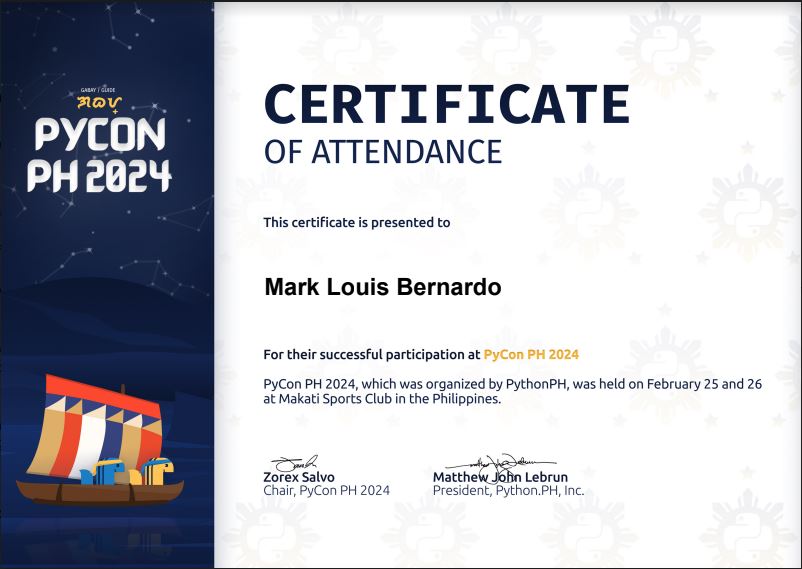 GABAY / GUIDE
PYCON
PH 2024
CERTIFICATE
OF ATTENDANCE
This certificate is presented to
Mark Louis Bernardo
For their successful participation at PyCon PH 2024
PyCon PH 2024, which was organized by PythonPH, was held on February 25 and 26
at Makati Sports Club in the Philippines.
Zorex Salvo
Chair, PyCon PH 2024
Matthew John Lebrun
President, Python.PH, Inc.